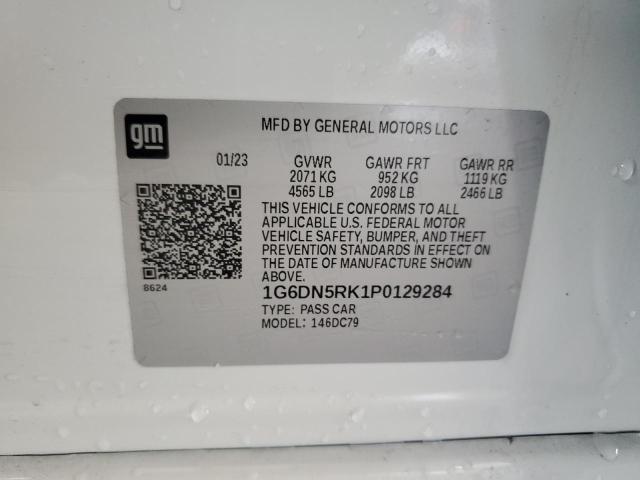 gm
MFD BY GENERAL MOTORS LLC
01/23 GVWR GAWR FRT GAWR RR
2071 KG 952 KG 1119 KG
4565 LB 2098 LB 2466 LB
THIS VEHICLE CONFORMS TO ALL
APPLICABLE U.S. FEDERAL MOTOR
VEHICLE SAFETY, BUMPER, AND THEFT
PREVENTION STANDARDS IN EFFECT ON
THE DATE OF MANUFACTURE SHOWN
ABOVE.
8624
1G6DN5RK1P0129284
TYPE: PASS CAR
MODEL: 146DC79